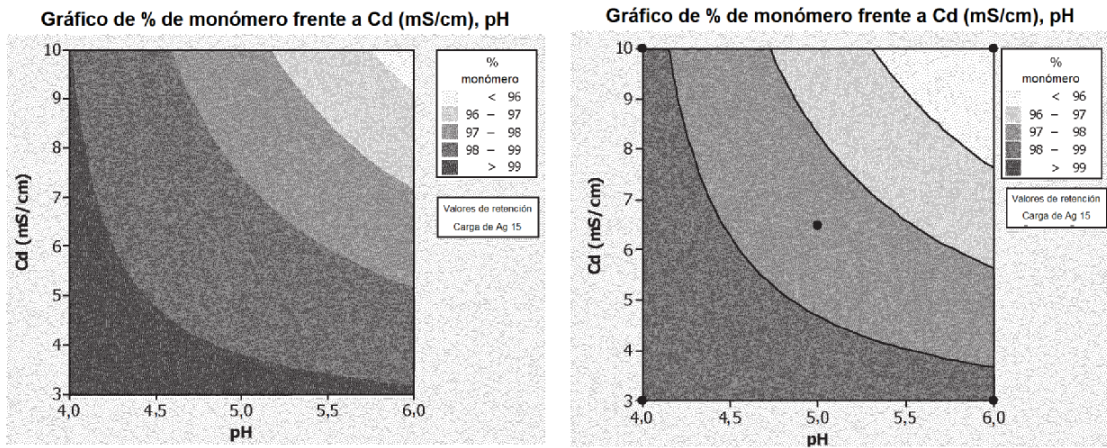 Gráfico de % de monómero frente a Cd (mS/cm), pH
10
9
8
7
6
5
4
3
Cd (mS/cm)
4,0
4,5
5,0
5,5
6,0
pH
%
monómero
< 96
96 – 97
97 – 98
98 – 99
> 99
Valores de retención
Carga de Ag 15
Gráfico de % de monómero frente a Cd (mS/cm), pH
10
9
8
7
6
5
4
3
Cd (mS/cm)
4,0
4,5
5,0
5,5
6,0
pH
%
monómero
< 96
96 – 97
97 – 98
98 – 99
> 99
Valores de retención
Carga de Ag 15